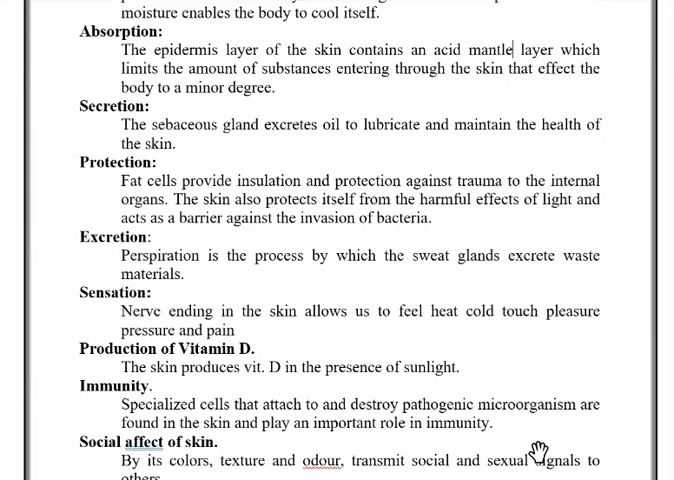 moisture enables the body to cool itself.
Absorption:
The epidermis layer of the skin contains an acid mantle layer which
limits the amount of substances entering through the skin that effect the
body to a minor degree.
Secretion:
The sebaceous gland excretes oil to lubricate and maintain the health of
the skin.
Protection:
Fat cells provide insulation and protection against trauma to the internal
organs. The skin also protects itself from the harmful effects of light and
acts as a barrier against the invasion of bacteria.
Excretion:
Perspiration is the process by which the sweat glands excrete waste
materials.
Sensation:
Nerve ending in the skin allows us to feel heat cold touch pleasure
pressure and pain
Production of Vitamin D.
The skin produces vit. D in the presence of sunlight.
Immunity.
Specialized cells that attach to and destroy pathogenic microorganism are
found in the skin and play an important role in immunity.
Social affect of skin.
By its colors, texture and odour, transmit social and sexual signals to
others